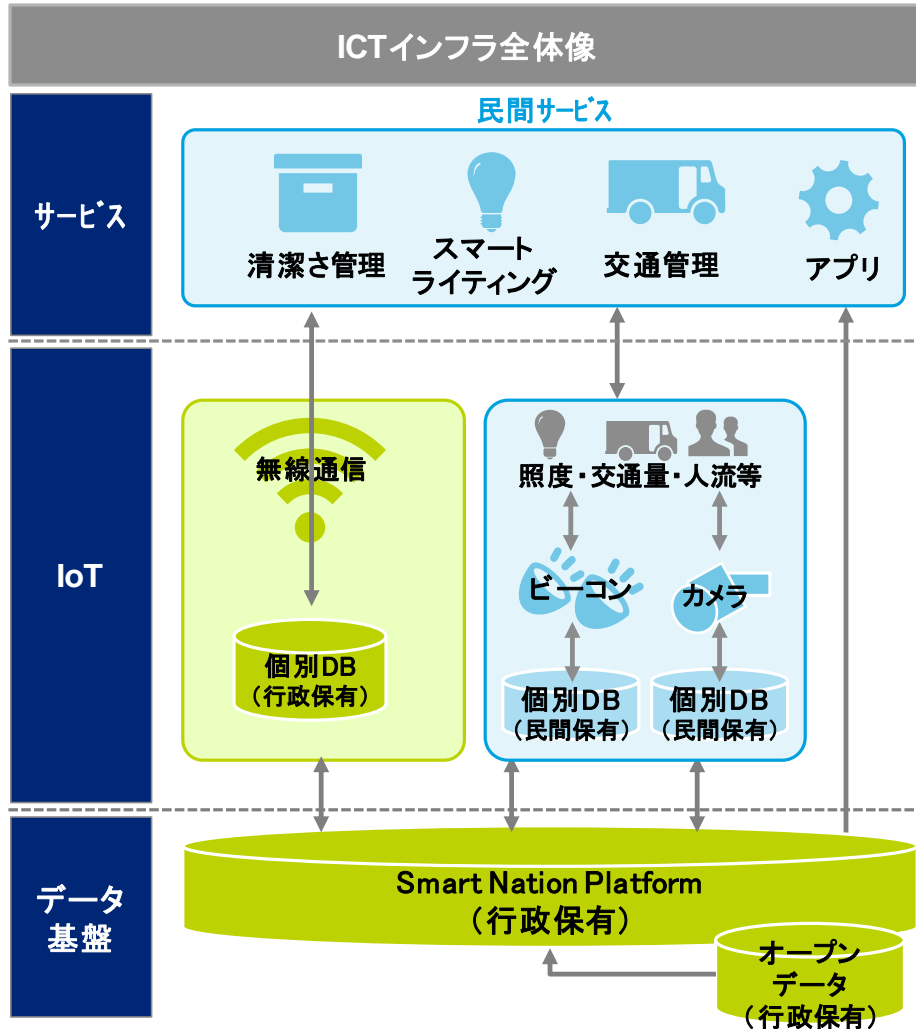 ICTインフラ全体像
サービス
民間サービス
清潔さ管理
スマート
ライティング
交通管理
アプリ
IoT
無線通信
個別DB
(行政保有)
照度・交通量・人流等
ビーコン
カメラ
個別DB
(民間保有)
個別DB
(民間保有)
データ
基盤
Smart Nation Platform
(行政保有)
オープン
データ
(行政保有)